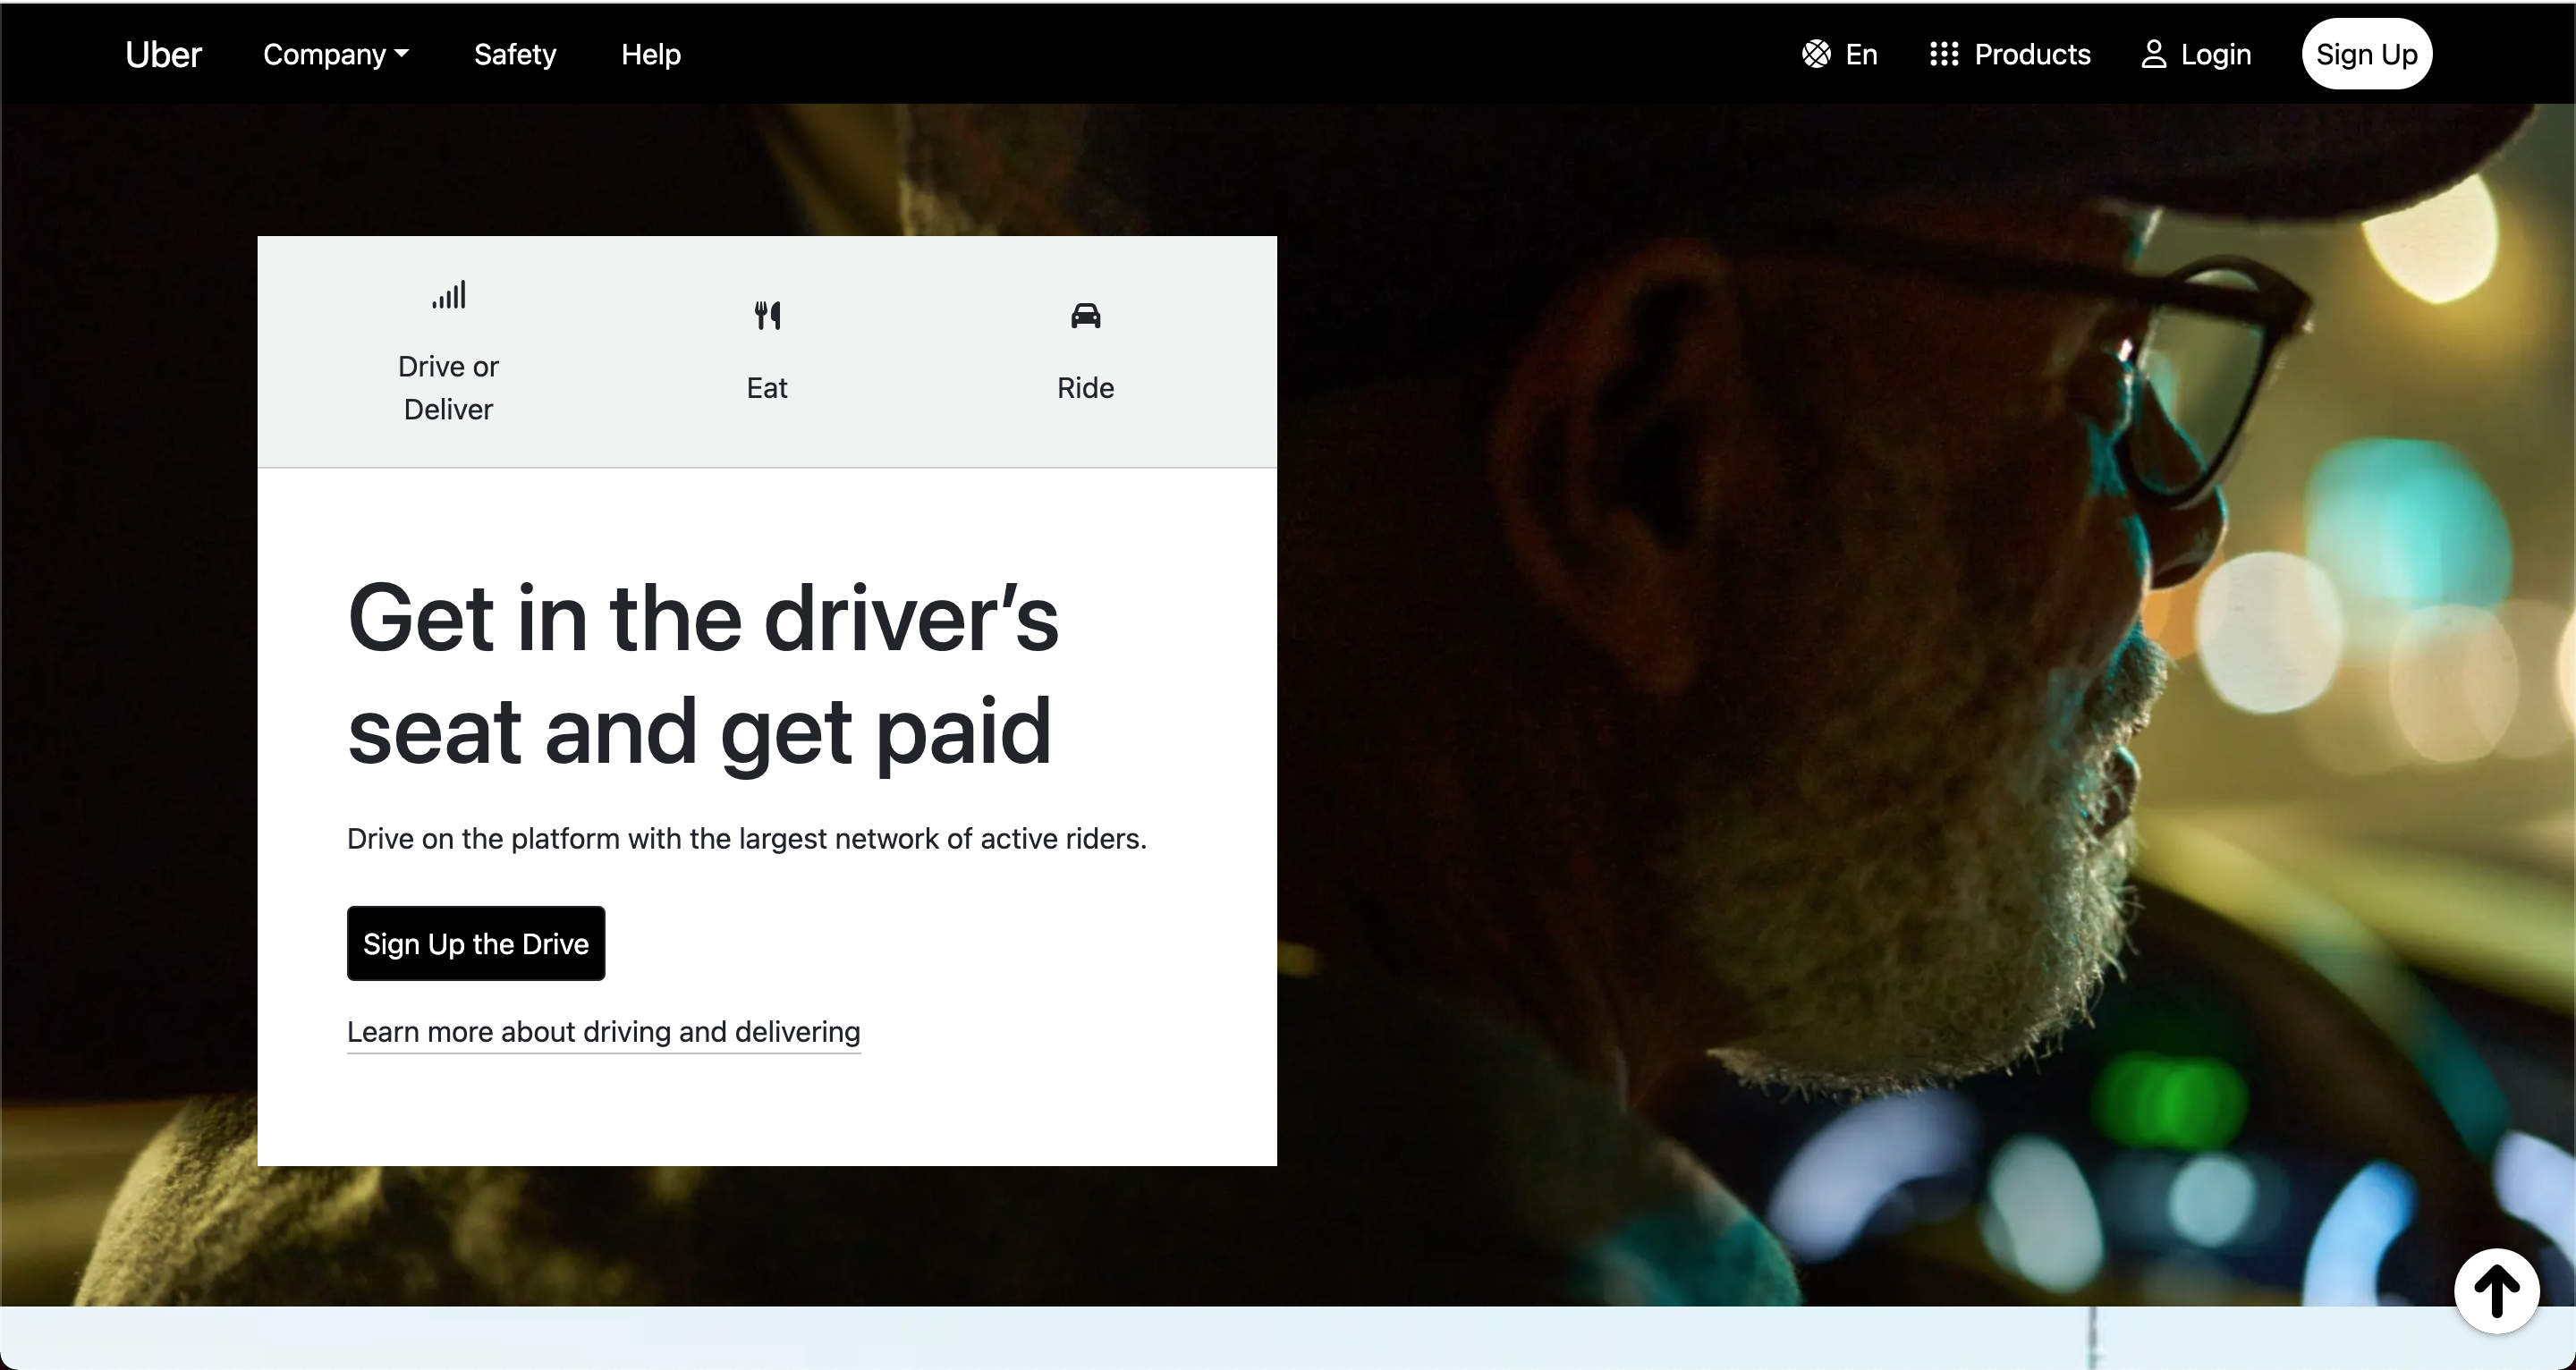 Uber
Company
Safety
Help
En
Products
Login
Sign Up
Drive or
Deliver
Eat
Ride
Get in the driver’s
seat and get paid
Drive on the platform with the largest network of active riders.
Sign Up the Drive
Learn more about driving and delivering